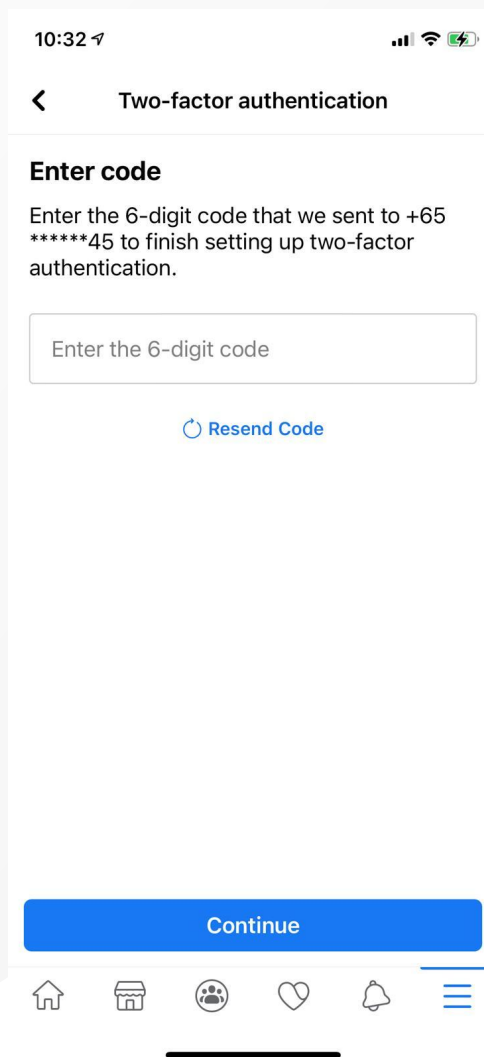 10:32
Two-factor authentication
Enter code
Enter the 6-digit code that we sent to +65
******45 to finish setting up two-factor
authentication.
Enter the 6-digit code
Resend Code
Continue